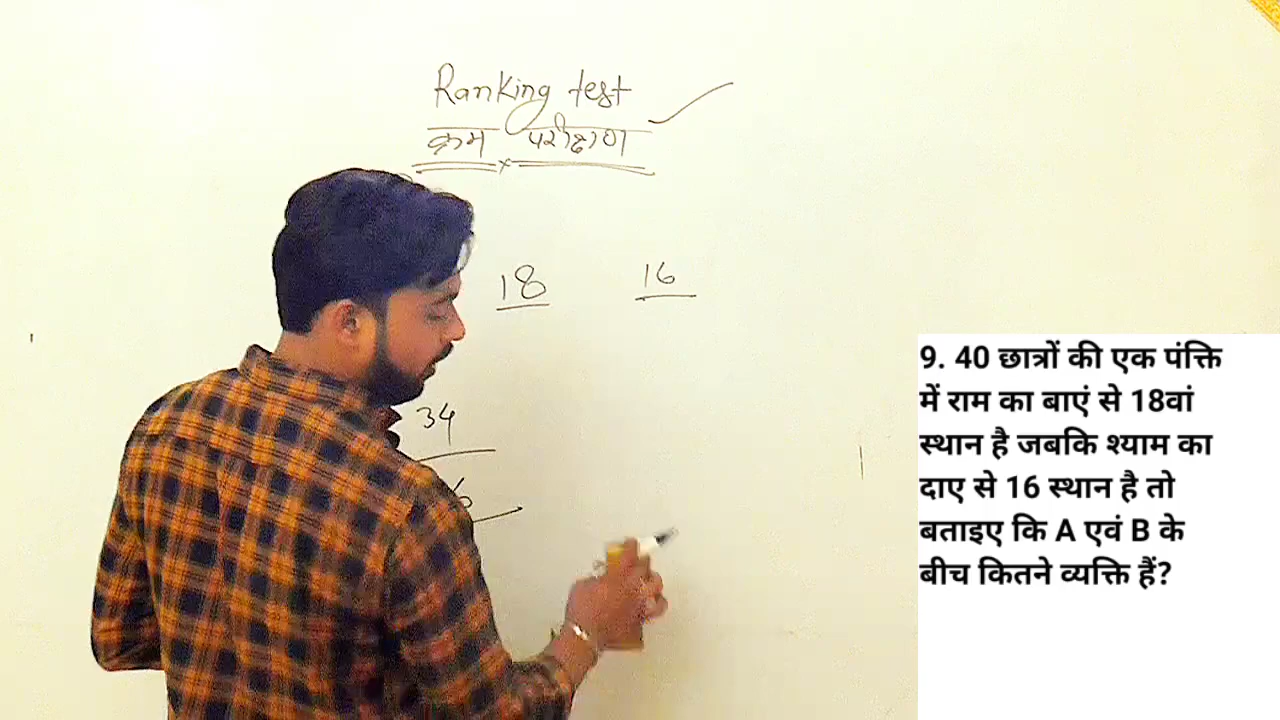 Ranking test
क्रम परीक्षण
18 16
34
6
9. 40 छात्रों की एक पंक्ति
में राम का बाएं से 18वां
स्थान है जबकि श्याम का
दाए से 16 स्थान है तो
बताइए कि A एवं B के
बीच कितने व्यक्ति हैं?